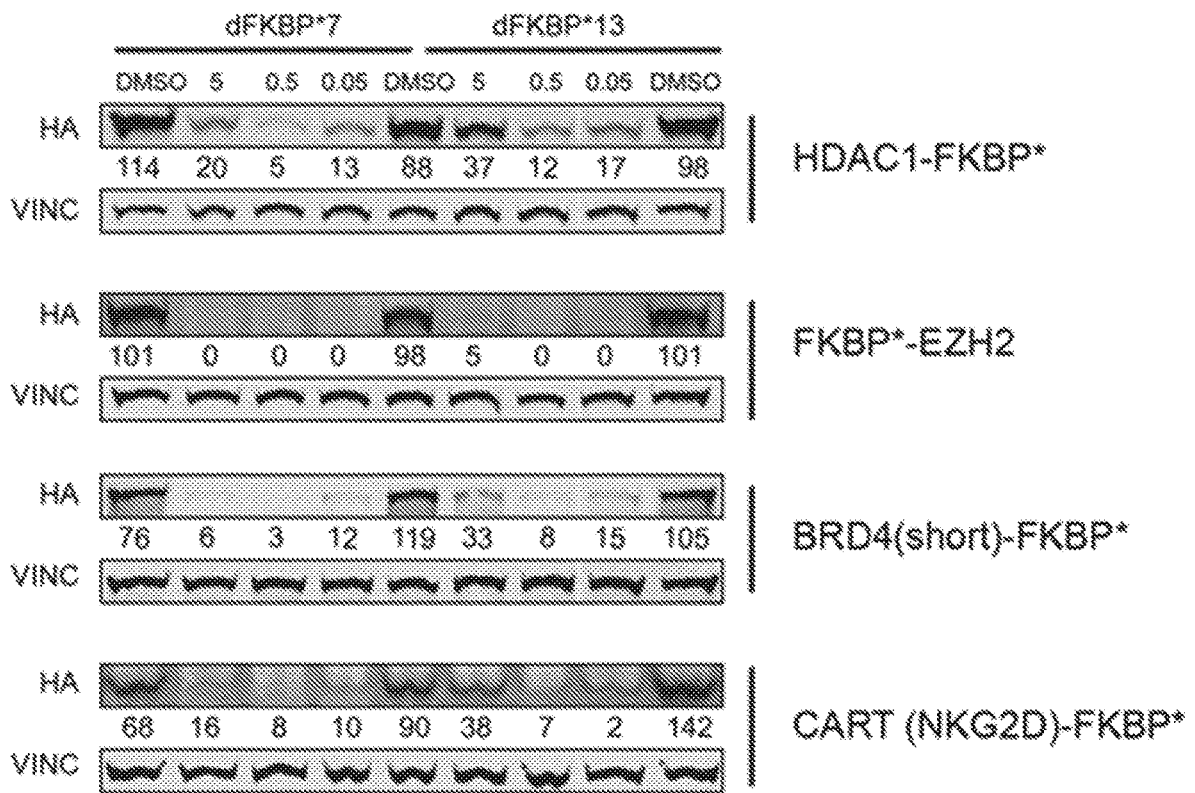 dFKBP*7 dFKBP*13
DMSO 5 0.5 0.05 DMSO 5 0.5 0.05 DMSO
HA
114 20 5 13 88 37 12 17 98
VINC
HDAC1-FKBP*
HA
101 0 0 0 98 5 0 0 101
VINC
FKBP*-EZH2
HA
76 6 3 12 119 33 8 15 105
VINC
BRD4(short)-FKBP*
HA
68 16 8 10 90 38 7 2 142
VINC
CART (NKG2D)-FKBP*